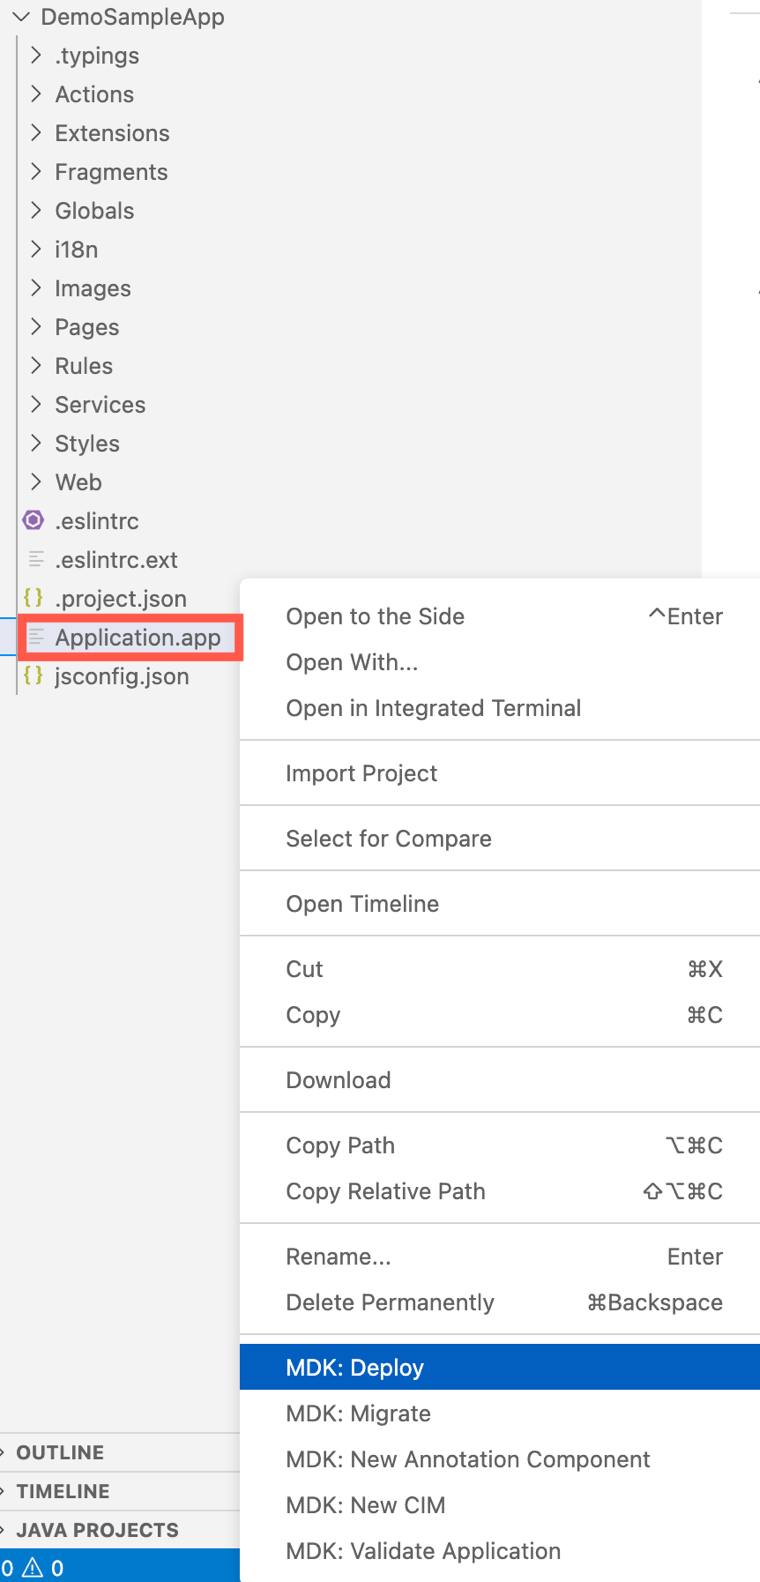 DemoSampleApp
.typings
Actions
Extensions
Fragments
Globals
i18n
Images
Pages
Rules
Services
Styles
Web
.eslintrc
.eslintrc.ext
{} .project.json
Application.app
{} jsconfig.json
Open to the Side ^Enter
Open With...
Open in Integrated Terminal
Import Project
Select for Compare
Open Timeline
Cut ⌘X
Copy ⌘C
Download
Copy Path ⌥⌘C
Copy Relative Path ⇧⌥⌘C
Rename... Enter
Delete Permanently ⌘Backspace
MDK: Deploy
MDK: Migrate
MDK: New Annotation Component
MDK: New CIM
MDK: Validate Application
OUTLINE
TIMELINE
JAVA PROJECTS
0 ⚠ 0